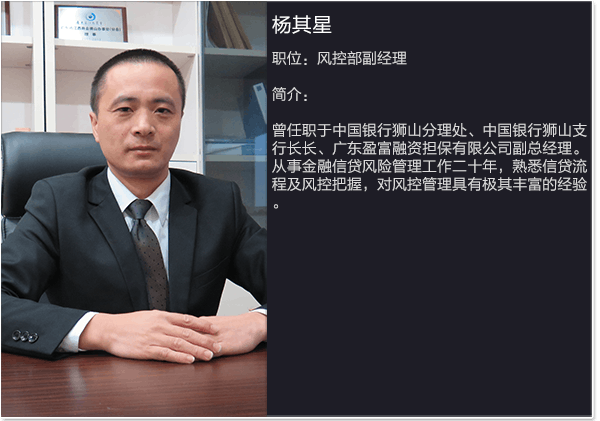 杨其星
职位：风控部副经理
简介：
曾任职于中国银行狮山分理处、中国银行狮山支
行长长、广东盈富融资担保有限公司副总经理。
从事金融信贷风险管理工作二十年，熟悉信贷流
程及风控把握，对风控管理具有极其丰富的经验
。